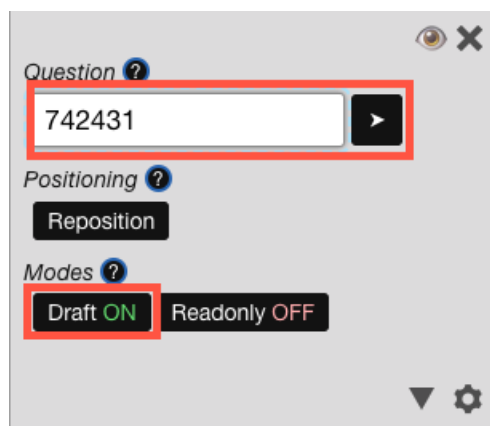 Question ?
742431
Positioning ?
Reposition
Modes ?
Draft ON Readonly OFF